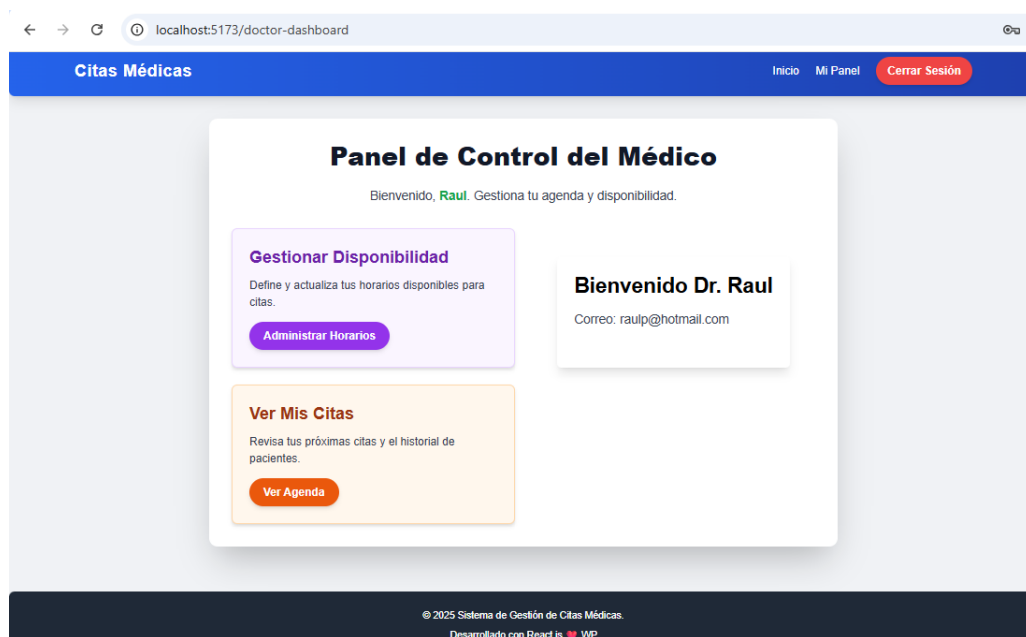 localhost:5173/doctor-dashboard
Citas Médicas
Inicio
Mi Panel
Cerrar Sesión
Panel de Control del Médico
Bienvenido, Raul. Gestiona tu agenda y disponibilidad.
Gestionar Disponibilidad
Define y actualiza tus horarios disponibles para
citas.
Administrar Horarios
Bienvenido Dr. Raul
Correo: raulp@hotmail.com
Ver Mis Citas
Revisa tus próximas citas y el historial de
pacientes.
Ver Agenda
© 2025 Sistema de Gestión de Citas Médicas.
Desarrollado con React.js ❤️ WP